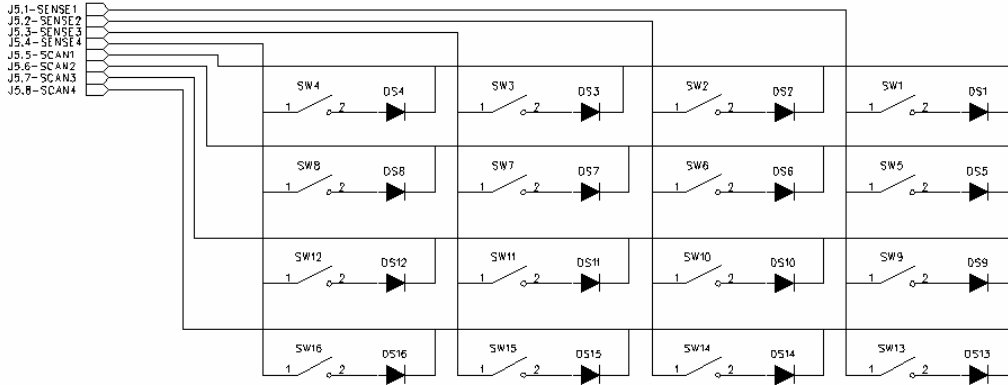 J5.1-SENSE1
J5.2-SENSE2
J5.3-SENSE3
J5.4-SENSE4
J5.5-SCAN1
J5.6-SCAN2
J5.7-SCAN3
J5.8-SCAN4
SW4 DS4 SW3 DS3 SW2 DS2 SW1 DS1
1 2 1 2 1 2 1 2
SW8 DS8 SW7 DS7 SW6 DS6 SW5 DS5
1 2 1 2 1 2 1 2
SW12 DS12 SW11 DS11 SW10 DS10 SW9 DS9
1 2 1 2 1 2 1 2
SW16 DS16 SW15 DS15 SW14 DS14 SW13 DS13
1 2 1 2 1 2 1 2